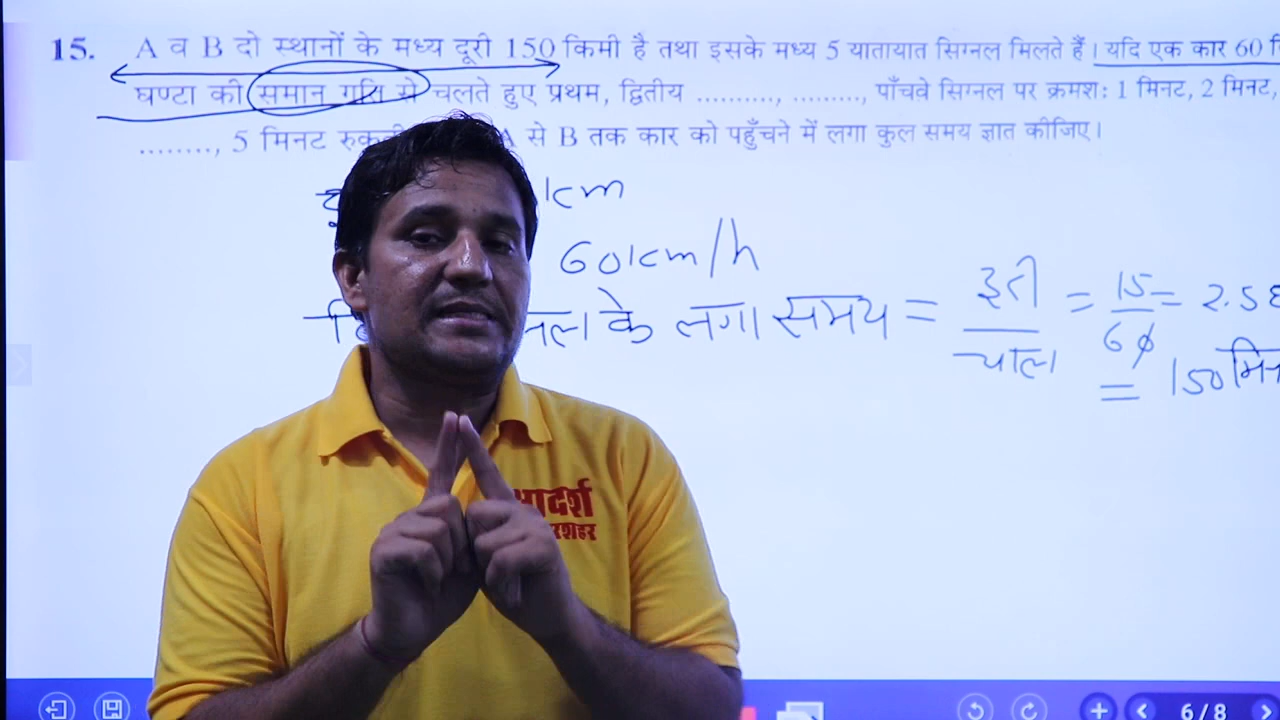 15. A व B दो स्थानों के मध्य दूरी 150 किमी है तथा इसके मध्य 5 यातायात सिग्नल मिलते हैं। यदि एक कार 60
घण्टा की समान गति से चलते हुए प्रथम, द्वितीय .........., .........., पाँचवे सिग्नल पर क्रमशः 1 मिनट, 2 मिनट,
........., 5 मिनट A से B तक कार को पहुँचने में लगा कुल समय ज्ञात कीजिए।
km
60km/h
के लगा समय = दूरी / चाल = 15 / 60 = 2.5
= 150
6/8